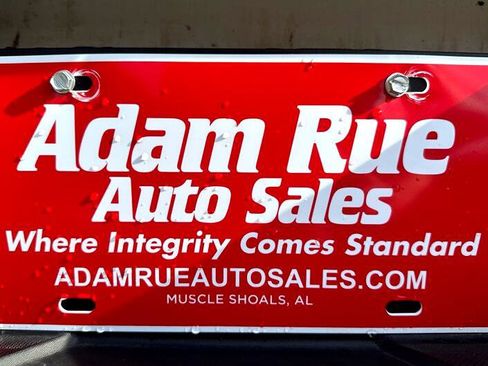 Adam Rue
Auto Sales
Where Integrity Comes Standard
ADAMRUEAUTOSALES.COM
MUSCLE SHOALS, AL